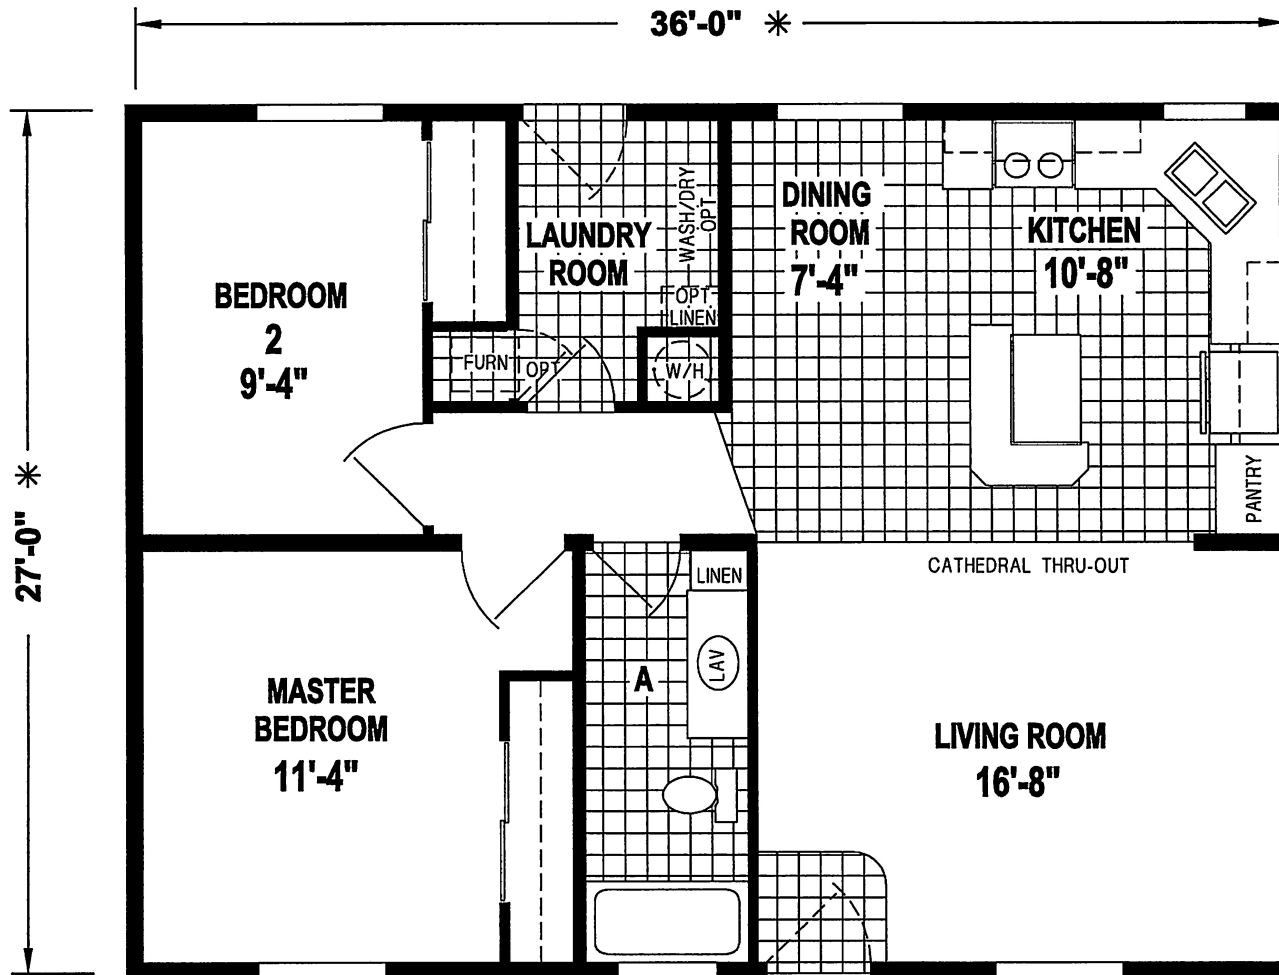 36'-0" ✳
27'-0" ✳
BEDROOM
2
9'-4"
LAUNDRY
ROOM
WASH/DRY
OPT
OPT
LINEN
FURN
OPT
W/H
DINING
ROOM
7'-4"
KITCHEN
10'-8"
PANTRY
CATHEDRAL THRU-OUT
LINEN
LAV
A
MASTER
BEDROOM
11'-4"
LIVING ROOM
16'-8"